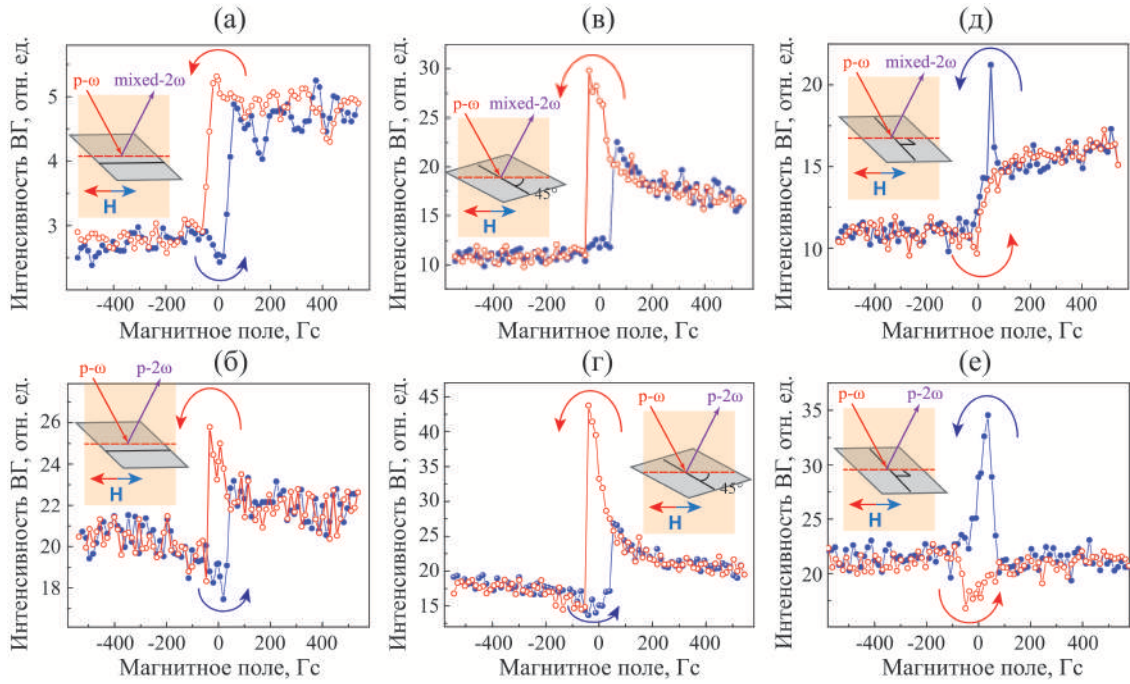 (а)
Интенсивность ВГ, отн. ед.
5
4
3
p-ω
mixed-2ω
H
-400 -200 0 200 400
Магнитное поле, Гс
(в)
Интенсивность ВГ, отн. ед.
30
25
20
15
10
p-ω
mixed-2ω
45°
H
-400 -200 0 200 400
Магнитное поле, Гс
(д)
Интенсивность ВГ, отн. ед.
20
15
10
p-ω
mixed-2ω
H
-400 -200 0 200 400
Магнитное поле, Гс
(б)
Интенсивность ВГ, отн. ед.
26
24
22
20
18
p-ω
p-2ω
H
-400 -200 0 200 400
Магнитное поле, Гс
(г)
Интенсивность ВГ, отн. ед.
45
40
35
30
25
20
15
p-ω
p-2ω
45°
H
-400 -200 0 200 400
Магнитное поле, Гс
(е)
Интенсивность ВГ, отн. ед.
35
30
25
20
p-ω
p-2ω
H
-400 -200 0 200 400
Магнитное поле, Гс